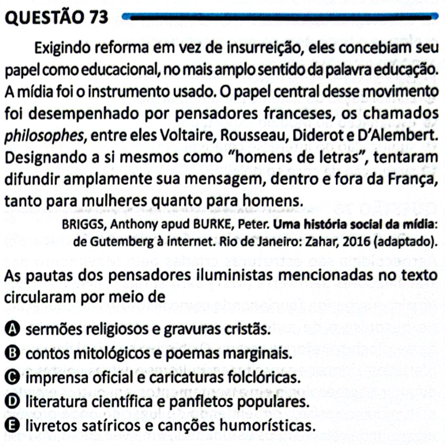 QUESTÃO 73
Exigindo reforma em vez de insurreição, eles concebiam seu
papel como educacional, no mais amplo sentido da palavra educação.
A mídia foi o instrumento usado. O papel central desse movimento
foi desempenhado por pensadores franceses, os chamados
philosophes, entre eles Voltaire, Rousseau, Diderot e D'Alembert.
Designando a si mesmos como "homens de letras", tentaram
difundir amplamente sua mensagem, dentro e fora da França,
tanto para mulheres quanto para homens.
BRIGGS, Anthony apud BURKE, Peter. Uma história social da mídia:
de Gutemberg à internet. Rio de Janeiro: Zahar, 2016 (adaptado).
As pautas dos pensadores iluministas mencionados no texto
circularam por meio de
A sermões religiosos e gravuras cristãs.
B contos mitológicos e poemas marginais.
C imprensa oficial e caricaturas folclóricas.
D literatura científica e panfletos populares.
E livretos satíricos e canções humorísticas.